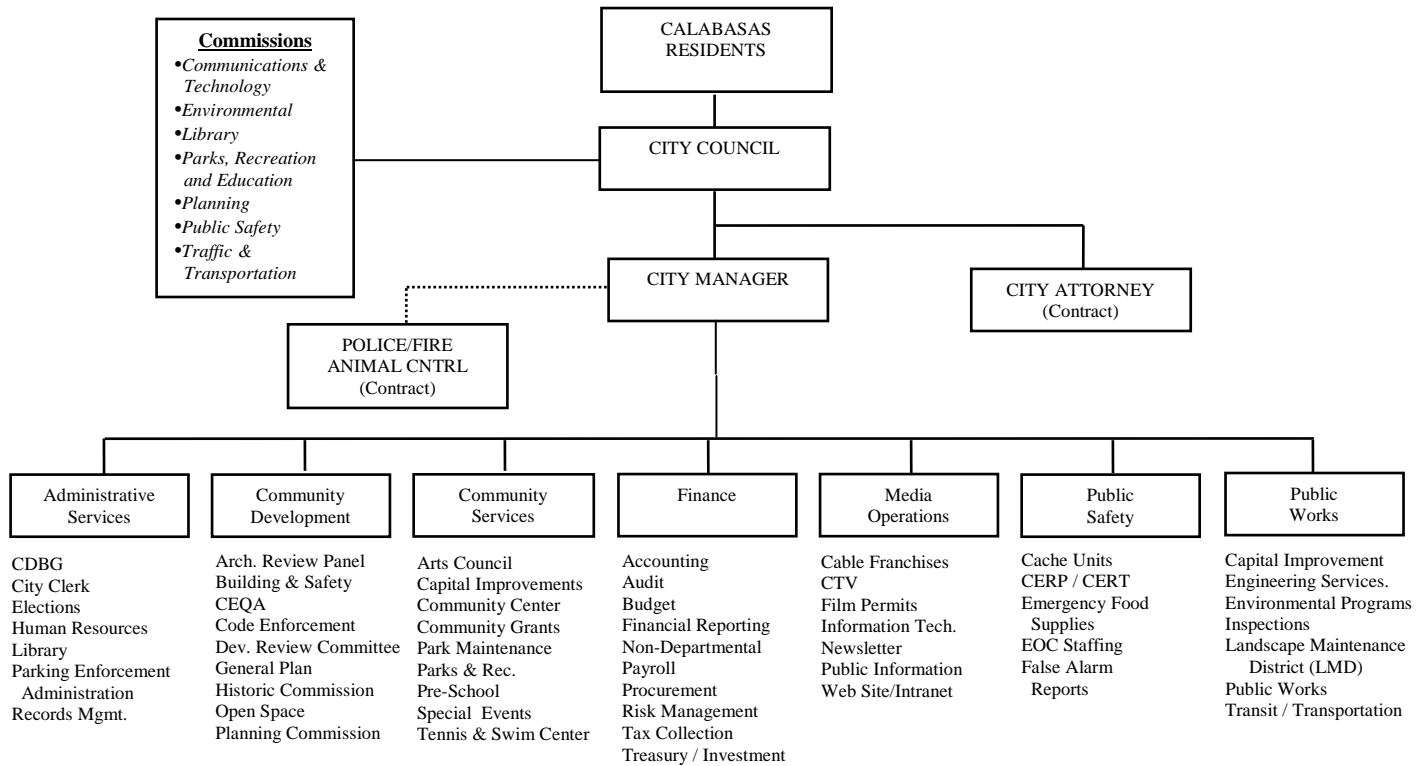 Commissions
•Communications &
Technology
•Environmental
•Library
•Parks, Recreation
and Education
•Planning
•Public Safety
•Traffic &
Transportation
CALABASAS
RESIDENTS
CITY COUNCIL
CITY MANAGER
CITY ATTORNEY
(Contract)
POLICE/FIRE
ANIMAL CNTRL
(Contract)
Administrative
Services
CDBG
City Clerk
Elections
Human Resources
Library
Parking Enforcement
Administration
Records Mgmt.
Community
Development
Arch. Review Panel
Building & Safety
CEQA
Code Enforcement
Dev. Review Committee
General Plan
Historic Commission
Open Space
Planning Commission
Community
Services
Arts Council
Capital Improvements
Community Center
Community Grants
Park Maintenance
Parks & Rec.
Pre-School
Special Events
Tennis & Swim Center
Finance
Accounting
Audit
Budget
Financial Reporting
Non-Departmental
Payroll
Procurement
Risk Management
Tax Collection
Treasury / Investment
Media
Operations
Cable Franchises
CTV
Film Permits
Information Tech.
Newsletter
Public Information
Web Site/Intranet
Public
Safety
Cache Units
CERP / CERT
Emergency Food
Supplies
EOC Staffing
False Alarm
Reports
Public
Works
Capital Improvement
Engineering Services.
Environmental Programs
Inspections
Landscape Maintenance
District (LMD)
Public Works
Transit / Transportation